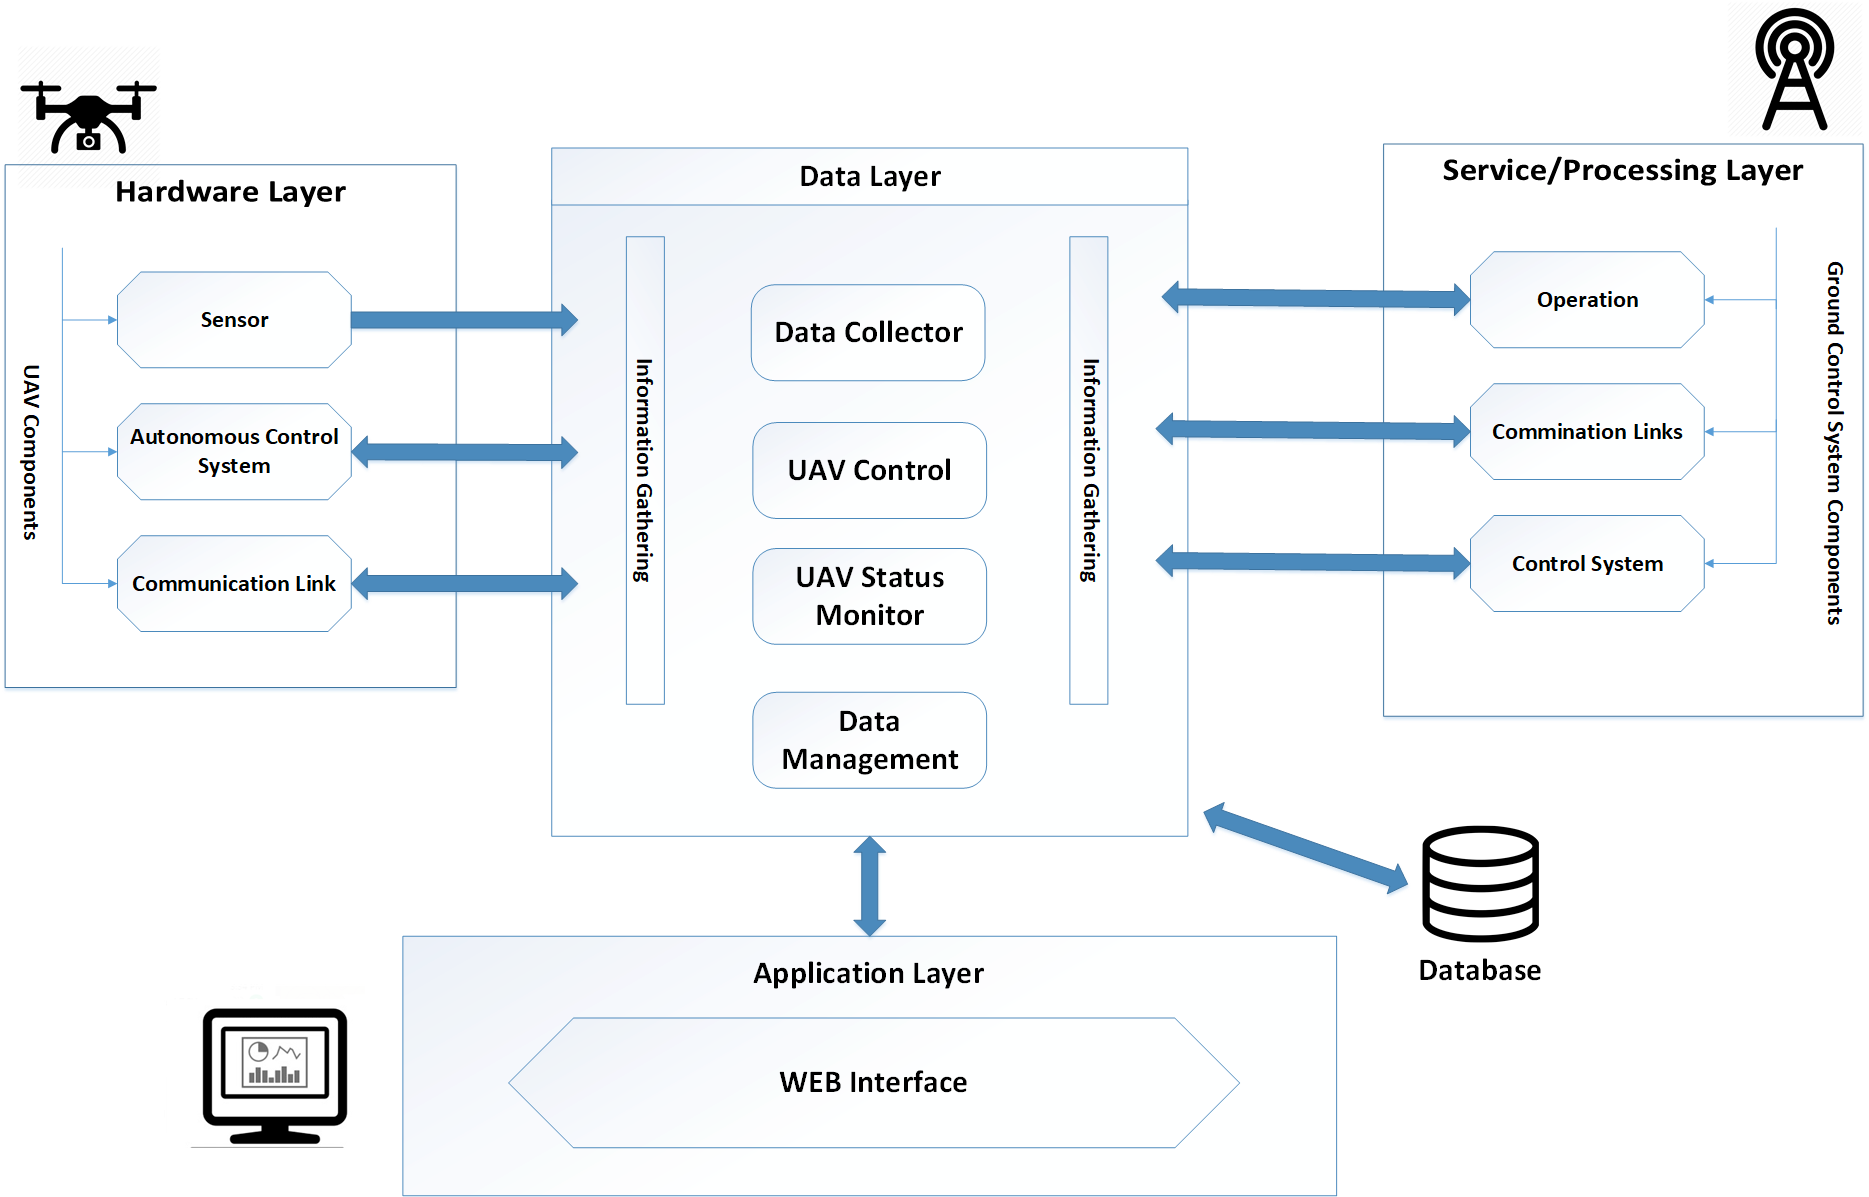 Hardware Layer
UAV Components
Sensor
Autonomous Control
System
Communication Link
Data Layer
Information Gathering
Data Collector
UAV Control
UAV Status
Monitor
Data
Management
Information Gathering
Service/Processing Layer
Operation
Commination Links
Control System
Ground Control System Components
Database
Application Layer
WEB Interface